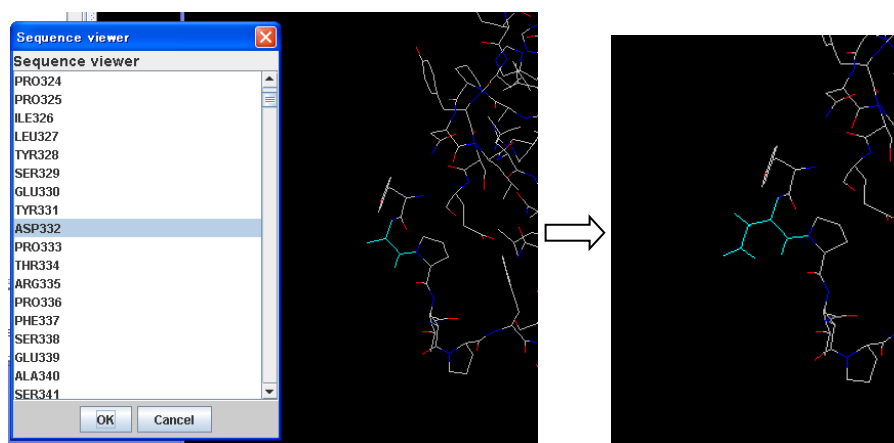 Sequence viewer
Sequence viewer
PRO324
PRO325
ILE326
LEU327
TYR328
SER329
GLU330
TYR331
ASP332
PRO333
THR334
ARG335
PRO336
PHE337
SER338
GLU339
ALA340
SER341
OK Cancel